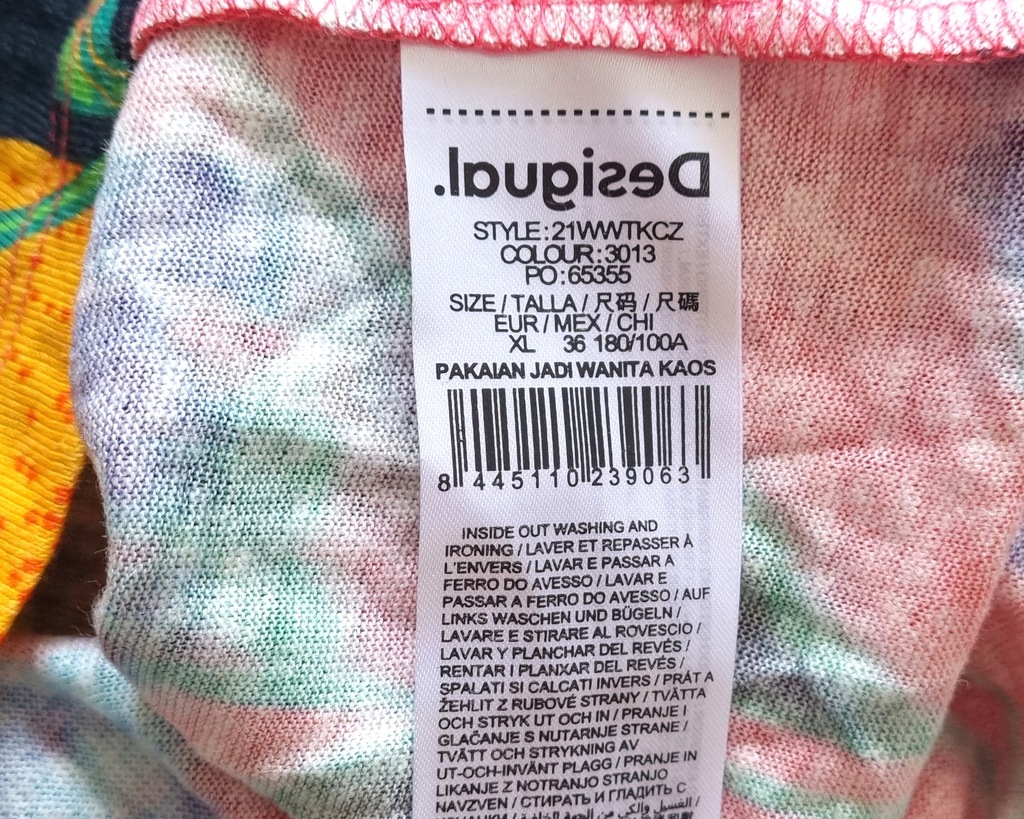 Desigual.
STYLE:21WWTKCZ
COLOUR:3013
PO:65355
SIZE / TALLA / 尺码 / 尺碼
EUR / MEX / CHI
XL 36 180/100A
PAKAIAN JADI WANITA KAOS
8 445110 239063
INSIDE OUT WASHING AND
IRONING / LAVER ET REPASSER À
L'ENVERS / LAVAR E PASSAR A
FERRO DO AVESSO / LAVAR E
PASSAR A FERRO DO AVESSO / AUF
LINKS WASCHEN UND BÜGELN /
LAVARE E STIRARE AL ROVESCIO /
LAVAR Y PLANCHAR DEL REVÉS /
RENTAR I PLANXAR DEL REVÉS /
SPALATI SI CALCATI INVERS / PRÁT A
ŽEHLIT Z RUBOVÉ STRANY / TVÄTTA
OCH STRYK UT OCH IN / PRANJE I
GLAČANJE S NUTARNJE STRANE /
TVÄTT OCH STRYKNING AV
UT-OCH-INVÄNT PLAGG / PRANJE IN
LIKANJE Z NOTRANJO STRANJO
NAVZVEN / СТИРАТЬ И ГЛАДИТЬ С